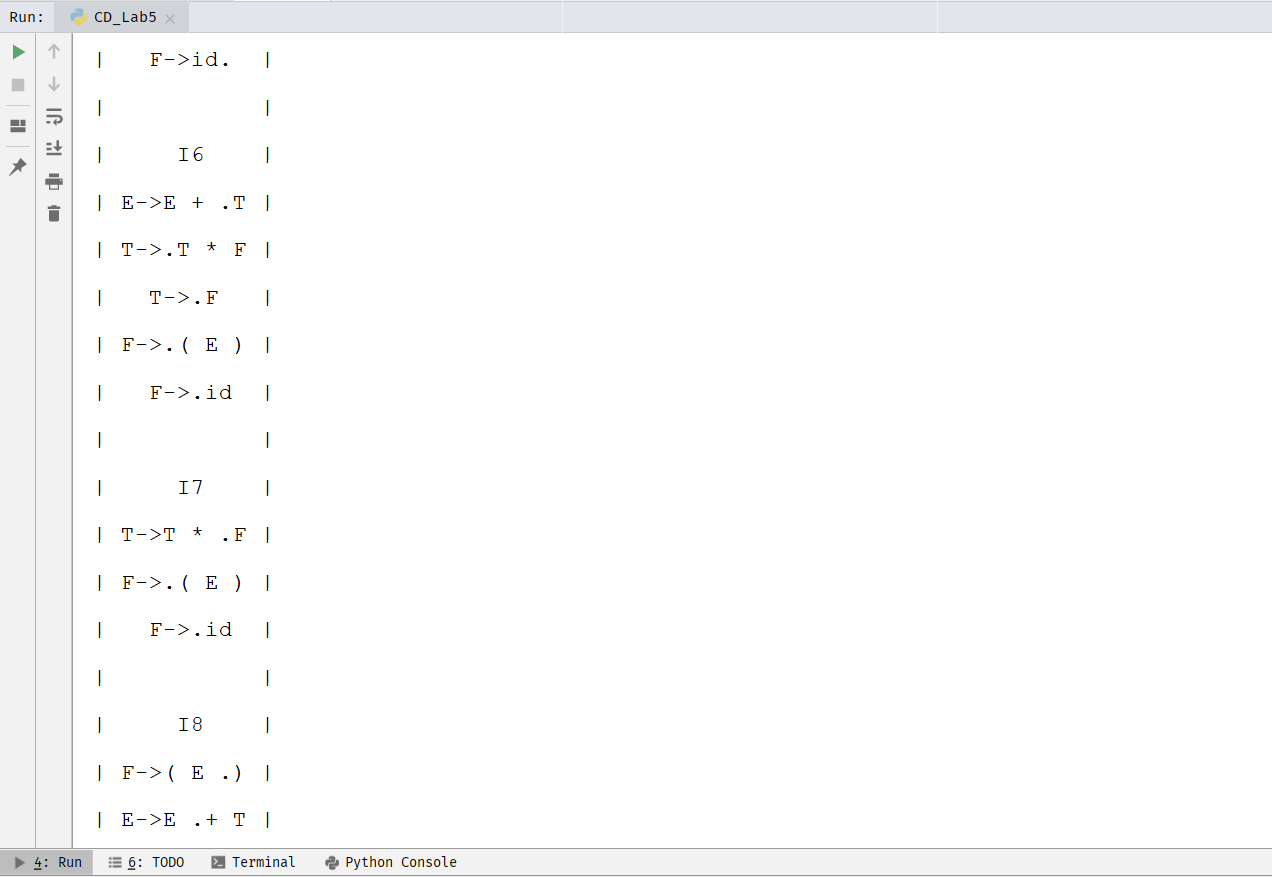 Run: CD_Lab5
| F->id. |
| |
| I6 |
| E->E + .T |
| T->.T * F |
| T->.F |
| F->.( E ) |
| F->.id |
| |
| I7 |
| T->T * .F |
| F->.( E ) |
| F->.id |
| |
| I8 |
| F->( E .) |
| E->E .+ T |
4: Run 6: TODO Terminal Python Console